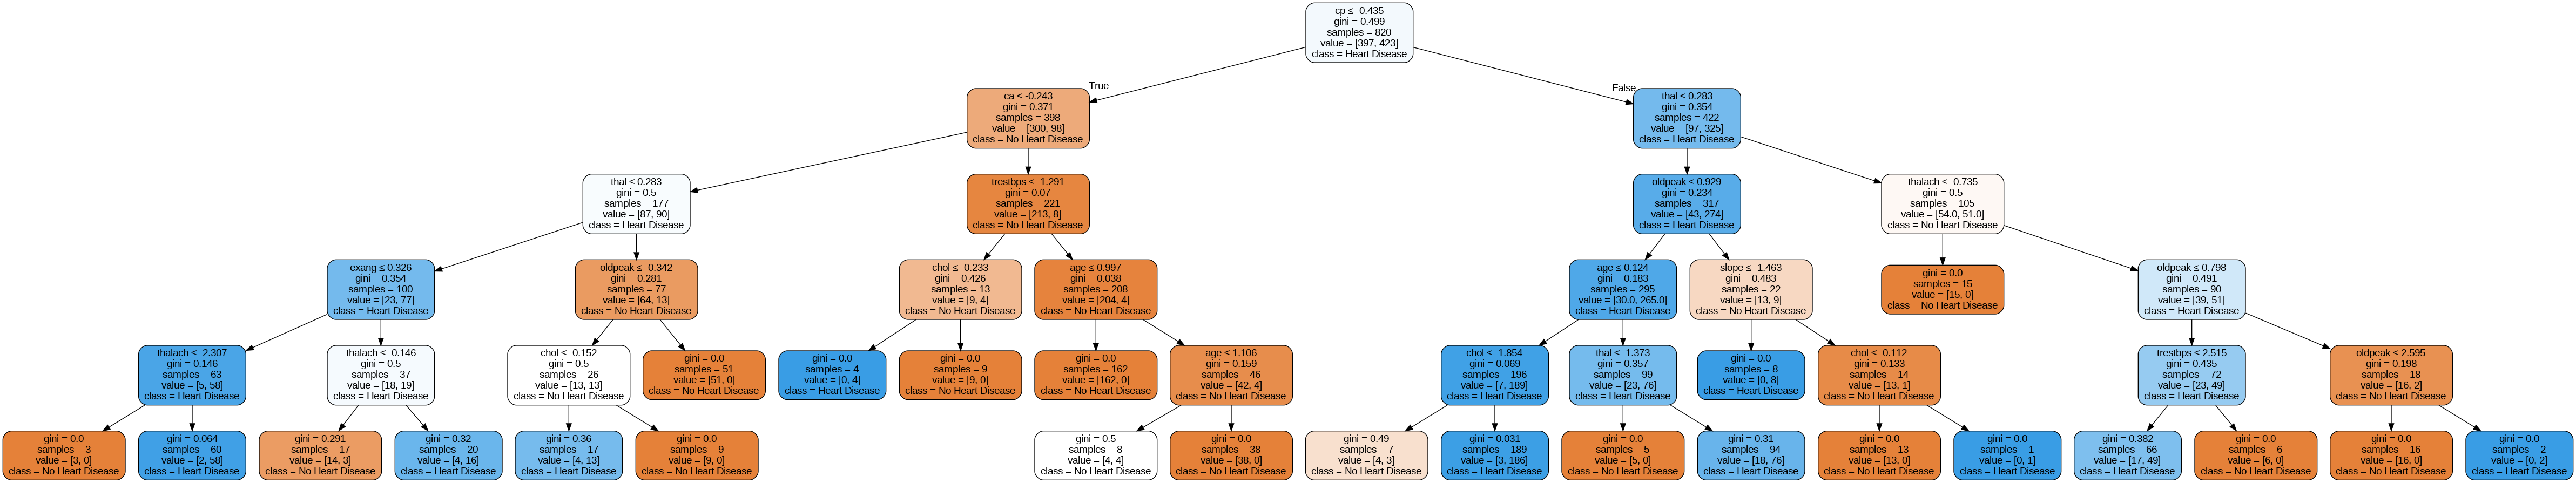 cp ≤ -0.435
gini = 0.499
samples = 820
value = [397, 423]
class = Heart Disease
True
False
ca ≤ -0.243
gini = 0.371
samples = 398
value = [300, 98]
class = No Heart Disease
thal ≤ 0.283
gini = 0.354
samples = 422
value = [97, 325]
class = Heart Disease
thal ≤ 0.283
gini = 0.5
samples = 177
value = [87, 90]
class = Heart Disease
trestbps ≤ -1.291
gini = 0.07
samples = 221
value = [213, 8]
class = No Heart Disease
oldpeak ≤ 0.929
gini = 0.234
samples = 317
value = [43, 274]
class = Heart Disease
thalach ≤ -0.735
gini = 0.5
samples = 105
value = [54.0, 51.0]
class = No Heart Disease
exang ≤ 0.326
gini = 0.354
samples = 100
value = [23, 77]
class = Heart Disease
oldpeak ≤ -0.342
gini = 0.281
samples = 77
value = [64, 13]
class = No Heart Disease
chol ≤ -0.233
gini = 0.426
samples = 13
value = [9, 4]
class = No Heart Disease
age ≤ 0.997
gini = 0.038
samples = 208
value = [204, 4]
class = No Heart Disease
age ≤ 0.124
gini = 0.183
samples = 295
value = [30.0, 265.0]
class = Heart Disease
slope ≤ -1.463
gini = 0.483
samples = 22
value = [13, 9]
class = No Heart Disease
gini = 0.0
samples = 15
value = [15, 0]
class = No Heart Disease
oldpeak ≤ 0.798
gini = 0.491
samples = 90
value = [39, 51]
class = Heart Disease
thalach ≤ -2.307
gini = 0.146
samples = 63
value = [5, 58]
class = Heart Disease
thalach ≤ -0.146
gini = 0.5
samples = 37
value = [18, 19]
class = Heart Disease
chol ≤ -0.152
gini = 0.5
samples = 26
value = [13, 13]
class = No Heart Disease
gini = 0.0
samples = 51
value = [51, 0]
class = No Heart Disease
gini = 0.0
samples = 4
value = [0, 4]
class = Heart Disease
gini = 0.0
samples = 9
value = [9, 0]
class = No Heart Disease
gini = 0.0
samples = 162
value = [162, 0]
class = No Heart Disease
age ≤ 1.106
gini = 0.159
samples = 46
value = [42, 4]
class = No Heart Disease
chol ≤ -1.854
gini = 0.069
samples = 196
value = [7, 189]
class = Heart Disease
thal ≤ -1.373
gini = 0.357
samples = 99
value = [23, 76]
class = Heart Disease
gini = 0.0
samples = 8
value = [0, 8]
class = Heart Disease
chol ≤ -0.112
gini = 0.133
samples = 14
value = [13, 1]
class = No Heart Disease
trestbps ≤ 2.515
gini = 0.435
samples = 72
value = [23, 49]
class = Heart Disease
oldpeak ≤ 2.595
gini = 0.198
samples = 18
value = [16, 2]
class = No Heart Disease
gini = 0.0
samples = 3
value = [3, 0]
class = No Heart Disease
gini = 0.064
samples = 60
value = [2, 58]
class = Heart Disease
gini = 0.291
samples = 17
value = [14, 3]
class = No Heart Disease
gini = 0.32
samples = 20
value = [4, 16]
class = Heart Disease
gini = 0.36
samples = 17
value = [4, 13]
class = Heart Disease
gini = 0.0
samples = 9
value = [9, 0]
class = No Heart Disease
gini = 0.5
samples = 8
value = [4, 4]
class = No Heart Disease
gini = 0.0
samples = 38
value = [38, 0]
class = No Heart Disease
gini = 0.49
samples = 7
value = [4, 3]
class = No Heart Disease
gini = 0.031
samples = 189
value = [3, 186]
class = Heart Disease
gini = 0.0
samples = 5
value = [5, 0]
class = No Heart Disease
gini = 0.31
samples = 94
value = [18, 76]
class = Heart Disease
gini = 0.0
samples = 13
value = [13, 0]
class = No Heart Disease
gini = 0.0
samples = 1
value = [0, 1]
class = Heart Disease
gini = 0.382
samples = 66
value = [17, 49]
class = Heart Disease
gini = 0.0
samples = 6
value = [6, 0]
class = No Heart Disease
gini = 0.0
samples = 16
value = [16, 0]
class = No Heart Disease
gini = 0.0
samples = 2
value = [0, 2]
class = Heart Disease